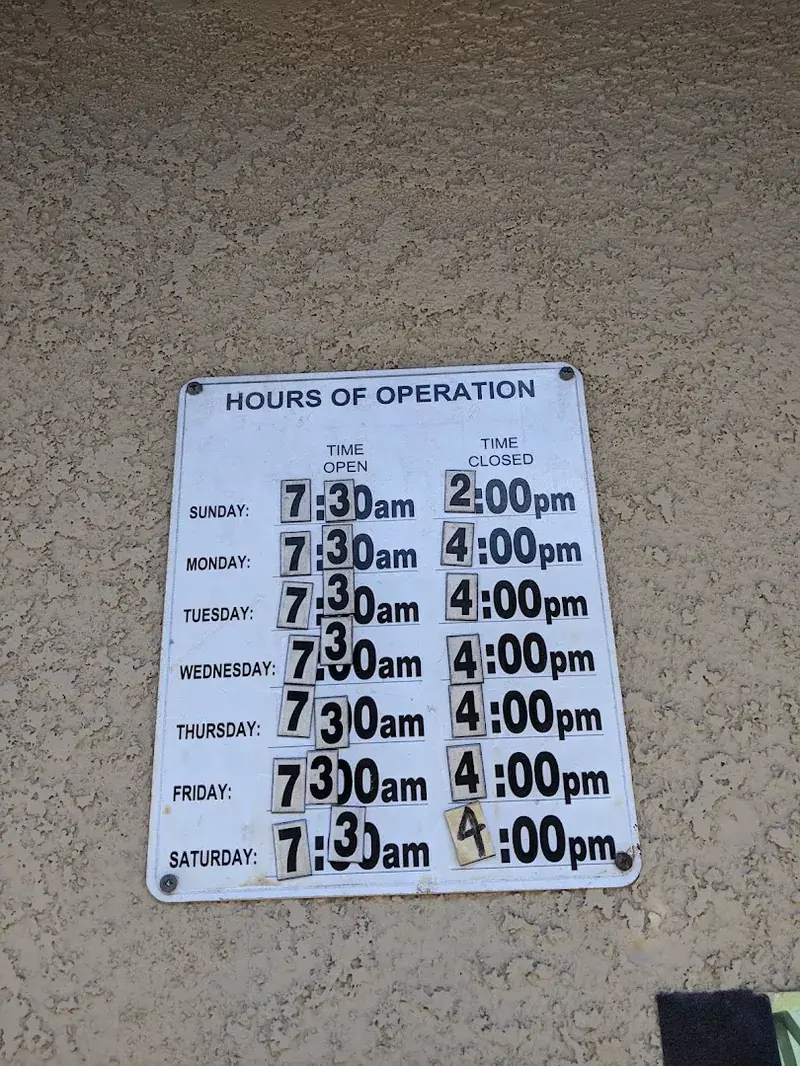 HOURS OF OPERATION
TIME OPEN TIME CLOSED
SUNDAY: 7:30am 2:00pm
MONDAY: 7:30am 4:00pm
TUESDAY: 7:30am 4:00pm
WEDNESDAY: 7:30am 4:00pm
THURSDAY: 7:30am 4:00pm
FRIDAY: 7:30am 4:00pm
SATURDAY: 7:30am 4:00pm